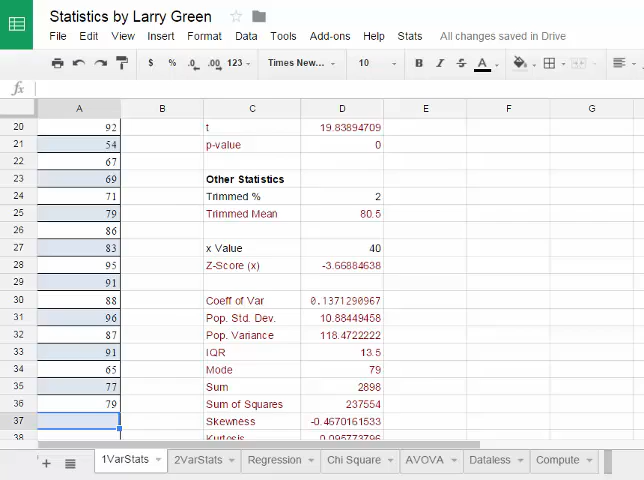 Statistics by Larry Green
File Edit View Insert Format Data Tools Add-ons Help Stats All changes saved in Drive
$ % .0 .00 123 Times New... 10 B I S A
fx
A B C D E F G
20 92 t 19.83894709
21 54 p-value 0
22 67
23 69 Other Statistics
24 71 Trimmed % 2
25 79 Trimmed Mean 80.5
26 86
27 83 x Value 40
28 95 Z-Score (x) -3.66884638
29 91
30 88 Coeff of Var 0.1371290967
31 96 Pop. Std. Dev. 10.88449458
32 87 Pop. Variance 118.4722222
33 91 IQR 13.5
34 65 Mode 79
35 77 Sum 2898
36 79 Sum of Squares 237554
37 Skewness -0.4670161533
38 Kurtosis 0.095773796
+ 1VarStats 2VarStats Regression Chi Square AVOVA Dataless Compute